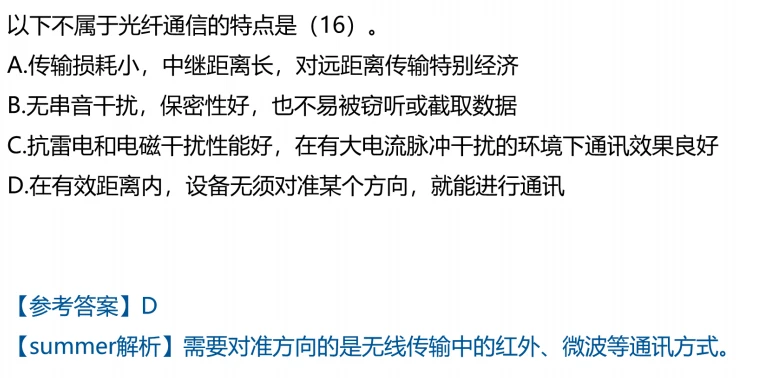 以下不属于光纤通信的特点是（16）。
A.传输损耗小，中继距离长，对远距离传输特别经济
B.无串音干扰，保密性好，也不易被窃听或截取数据
C.抗雷电和电磁干扰性能好，在有大电流脉冲干扰的环境下通讯效果良好
D.在有效距离内，设备无须对准某个方向，就能进行通讯
【参考答案】D
【summer解析】需要对准方向的是无线传输中的红外、微波等通讯方式。